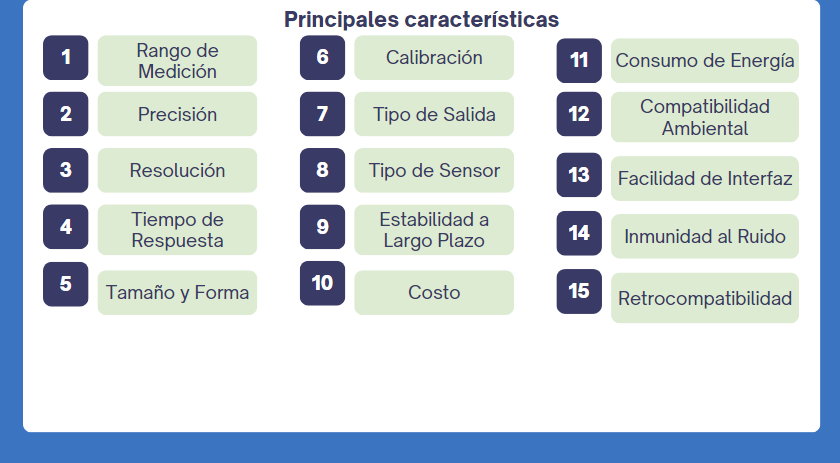 Principales características
1
Rango de
Medición
2
Precisión
3
Resolución
4
Tiempo de
Respuesta
5
Tamaño y Forma
6
Calibración
7
Tipo de Salida
8
Tipo de Sensor
9
Estabilidad a
Largo Plazo
10
Costo
11
Consumo de Energía
12
Compatibilidad
Ambiental
13
Facilidad de Interfaz
14
Inmunidad al Ruido
15
Retrocompatibilidad